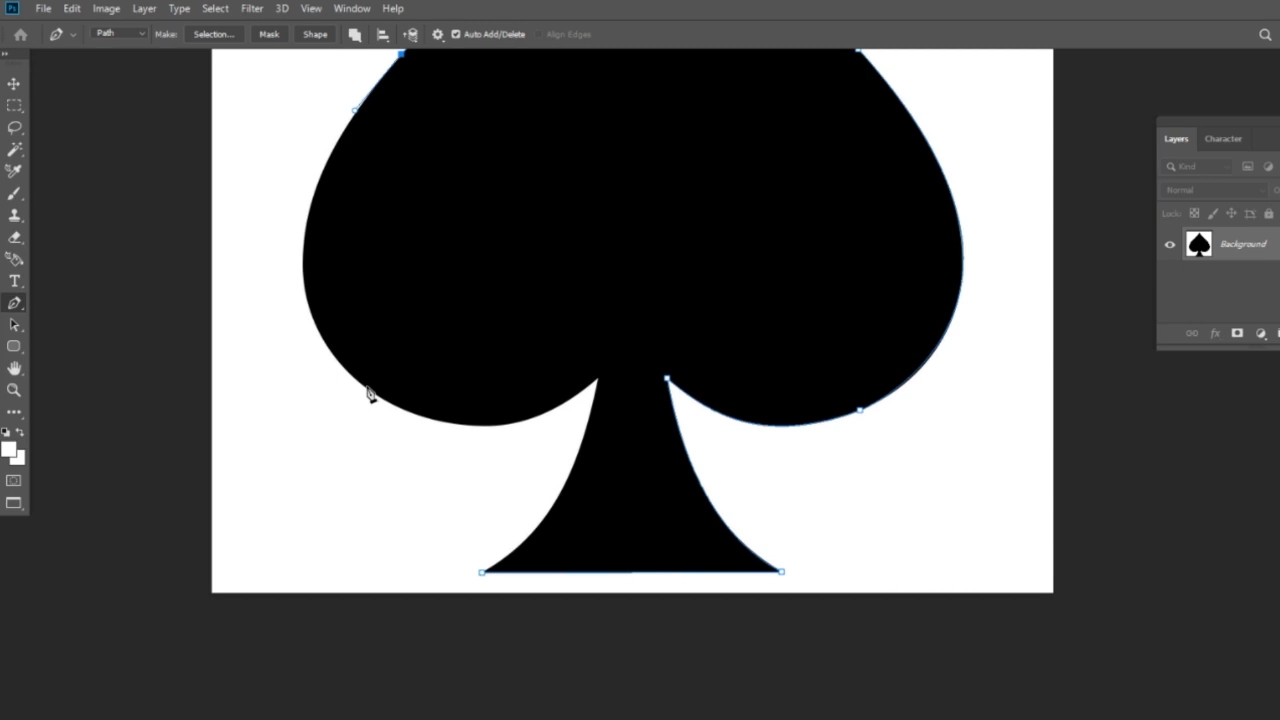 Ps File Edit Image Layer Type Select Filter 3D View Window Help
Path Make: Selection... Mask Shape Auto Add/Delete Align Edges
Layers Character
Kind
Normal
Lock:
Background
fx
T